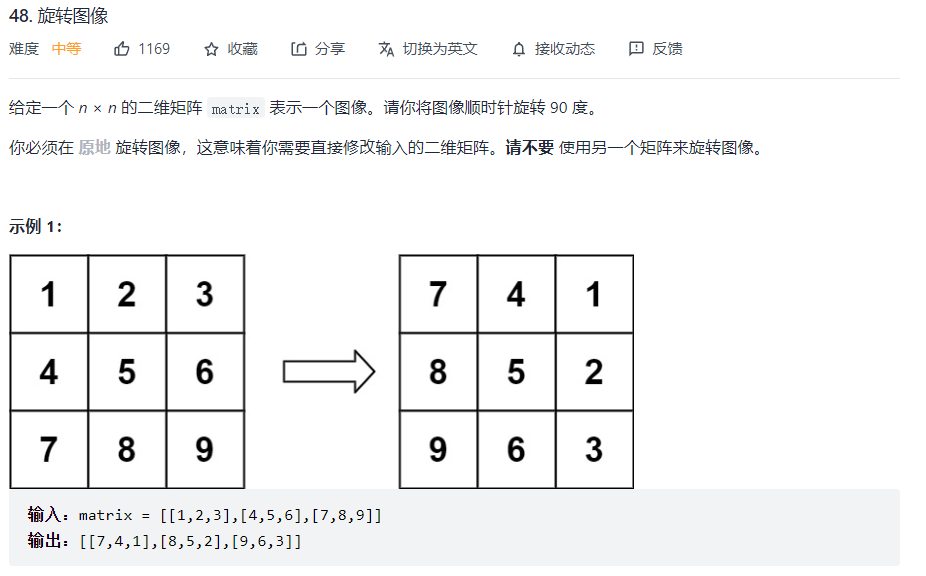 48. 旋转图像
难度 中等 1169 收藏 分享 切换为英文 接收动态 反馈
给定一个 n × n 的二维矩阵 matrix 表示一个图像。请你将图像顺时针旋转 90 度。
你必须在 原地 旋转图像，这意味着你需要直接修改输入的二维矩阵。请不要 使用另一个矩阵来旋转图像。
示例 1：
1 2 3 7 4 1
4 5 6 8 5 2
7 8 9 9 6 3
输入：matrix = [[1,2,3],[4,5,6],[7,8,9]]
输出：[[7,4,1],[8,5,2],[9,6,3]]